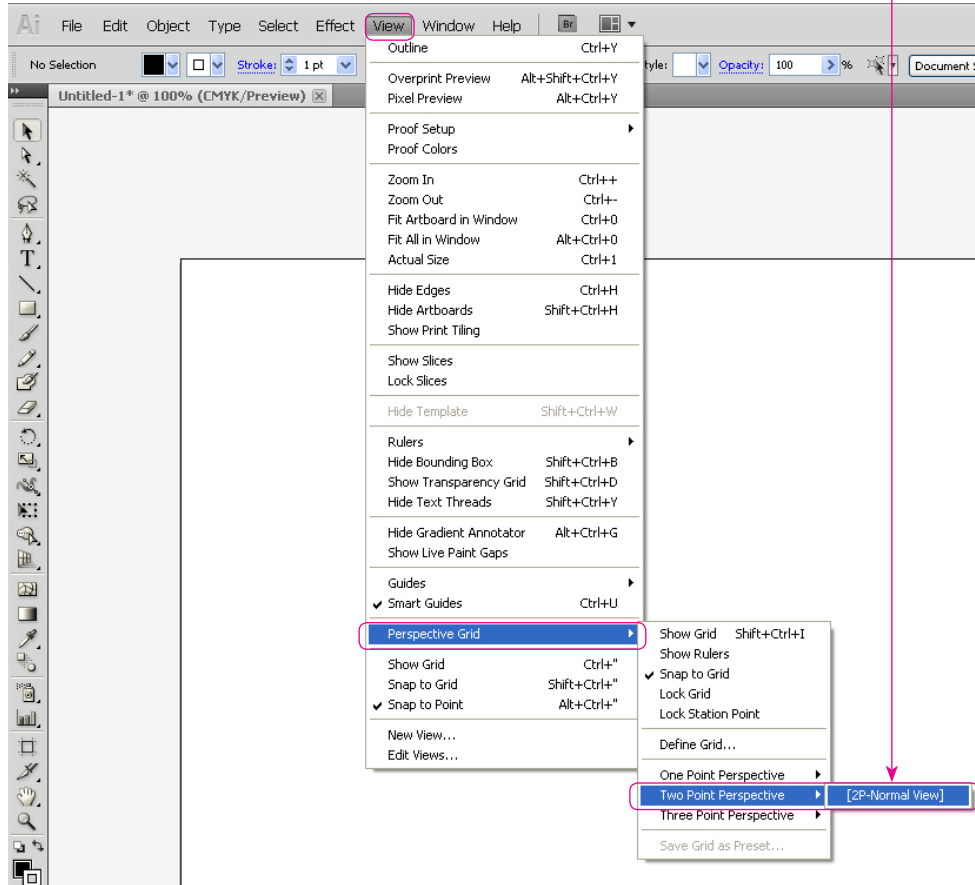 Ai File Edit Object Type Select Effect View Window Help Br
No Selection Stroke: 1 pt tyle: Opacity: 100 % Document
Untitled-1* @ 100% (CMYK/Preview)
Outline Ctrl+Y
Overprint Preview Alt+Shift+Ctrl+Y
Pixel Preview Alt+Ctrl+Y
Proof Setup
Proof Colors
Zoom In Ctrl++
Zoom Out Ctrl+-
Fit Artboard in Window Ctrl+0
Fit All in Window Alt+Ctrl+0
Actual Size Ctrl+1
Hide Edges Ctrl+H
Hide Artboards Shift+Ctrl+H
Show Print Tiling
Show Slices
Lock Slices
Hide Template Shift+Ctrl+W
Rulers
Hide Bounding Box Shift+Ctrl+B
Show Transparency Grid Shift+Ctrl+D
Hide Text Threads Shift+Ctrl+Y
Hide Gradient Annotator Alt+Ctrl+G
Show Live Paint Gaps
Guides
Smart Guides Ctrl+U
Perspective Grid
Show Grid Ctrl+"
Snap to Grid Shift+Ctrl+"
Snap to Point Alt+Ctrl+"
New View...
Edit Views...
Show Grid Shift+Ctrl+I
Show Rulers
Snap to Grid
Lock Grid
Lock Station Point
Define Grid...
One Point Perspective
Two Point Perspective
Three Point Perspective
Save Grid as Preset...
[2P-Normal View]